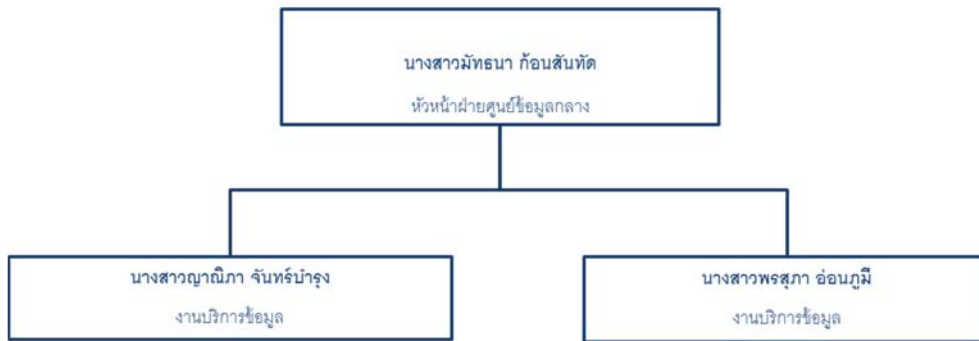 นางสาวมัทธนา ก้อนสันทัด
หัวหน้าฝ่ายศูนย์ข้อมูลกลาง
นางสาวญาณิภา จันทร์บำรุง
งานบริการข้อมูล
นางสาวพรสุภา อ่อนภูมี
งานบริการข้อมูล